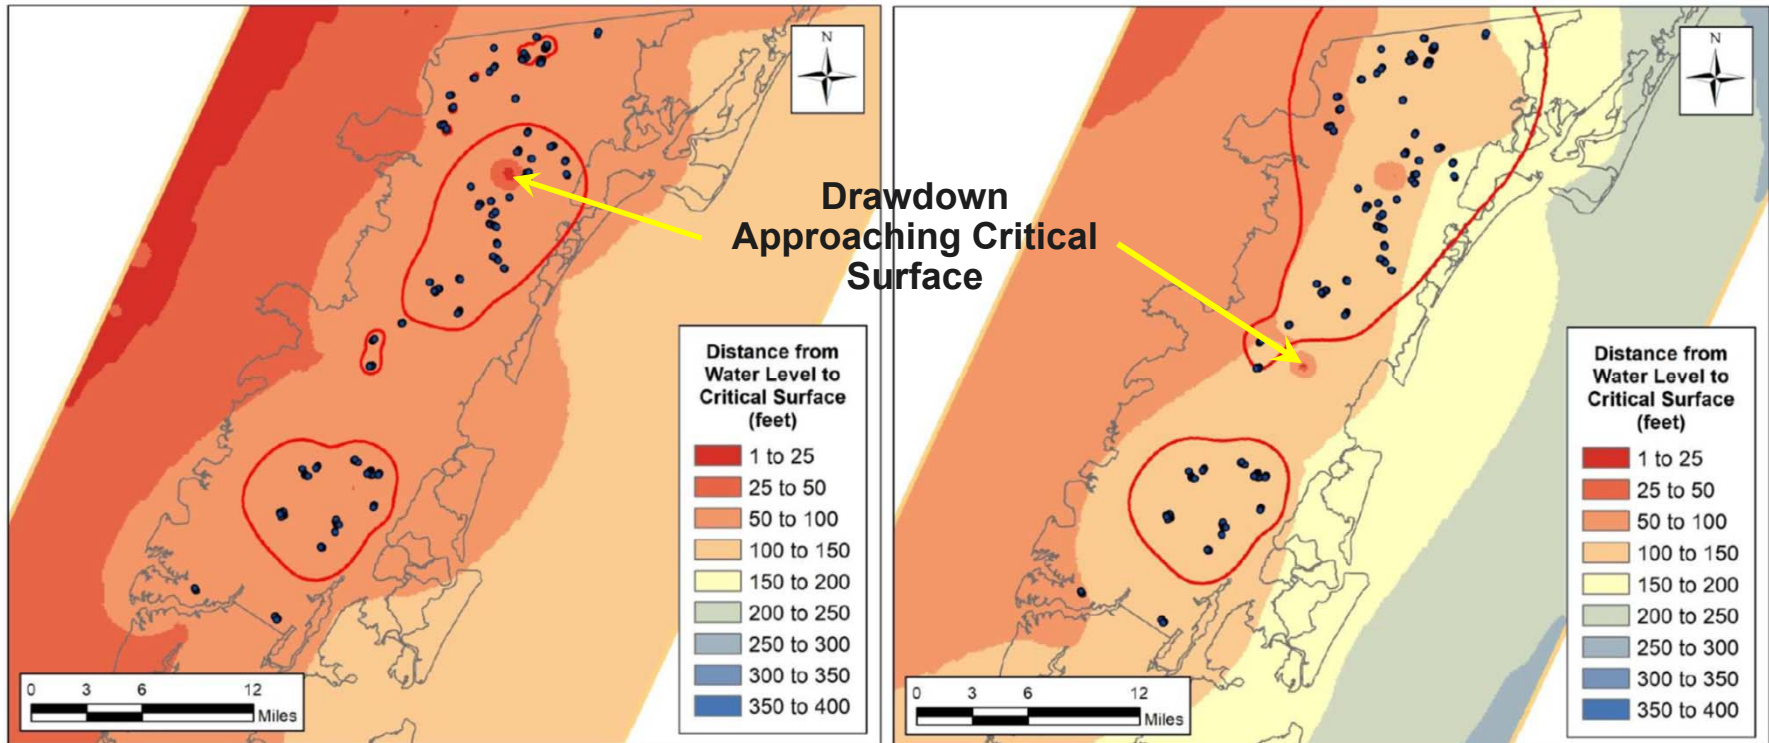 N
N
Drawdown
Approaching Critical
Surface
Distance from
Water Level to
Critical Surface
(feet)
1 to 25
25 to 50
50 to 100
100 to 150
150 to 200
200 to 250
250 to 300
300 to 350
350 to 400
0 3 6 12
Miles
Distance from
Water Level to
Critical Surface
(feet)
1 to 25
25 to 50
50 to 100
100 to 150
150 to 200
200 to 250
250 to 300
300 to 350
350 to 400
0 3 6 12
Miles